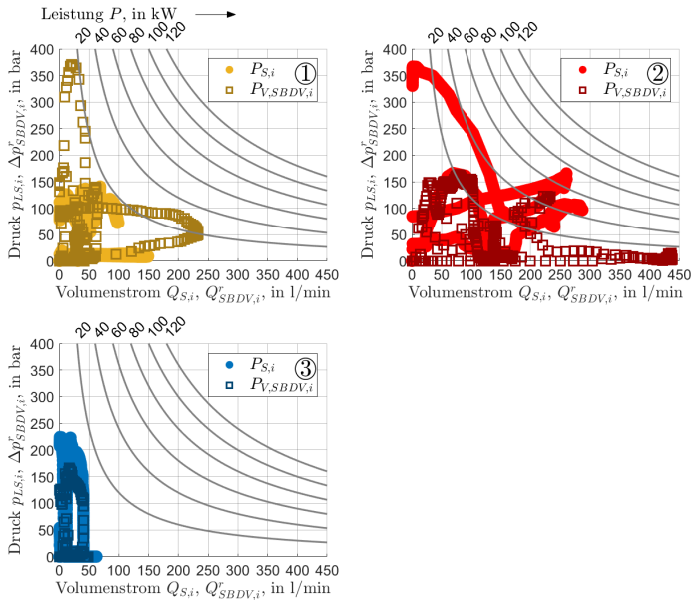 Leistung P, in kW
20 40 60 80 100 120
400
350
300
250
200
150
100
50
0
Druck p_{LS,i}, Δp^r_{SBDV,i}, in bar
P_{S,i}
P_{V,SBDV,i}
①
0 50 100 150 200 250 300 350 400 450
Volumenstrom Q_{S,i}, Q^r_{SBDV,i}, in l/min
20 40 60 80 100 120
400
350
300
250
200
150
100
50
0
Druck p_{LS,i}, Δp^r_{SBDV,i}, in bar
P_{S,i}
P_{V,SBDV,i}
②
0 50 100 150 200 250 300 350 400 450
Volumenstrom Q_{S,i}, Q^r_{SBDV,i}, in l/min
20 40 60 80 100 120
400
350
300
250
200
150
100
50
0
Druck p_{LS,i}, Δp^r_{SBDV,i}, in bar
P_{S,i}
P_{V,SBDV,i}
③
0 50 100 150 200 250 300 350 400 450
Volumenstrom Q_{S,i}, Q^r_{SBDV,i}, in l/min